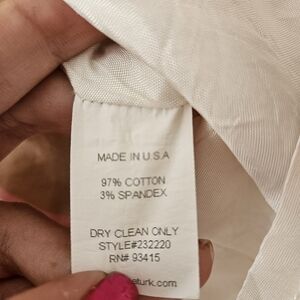 MADE IN U.S.A
97% COTTON
3% SPANDEX
DRY CLEAN ONLY
STYLE#232220
RN# 93415